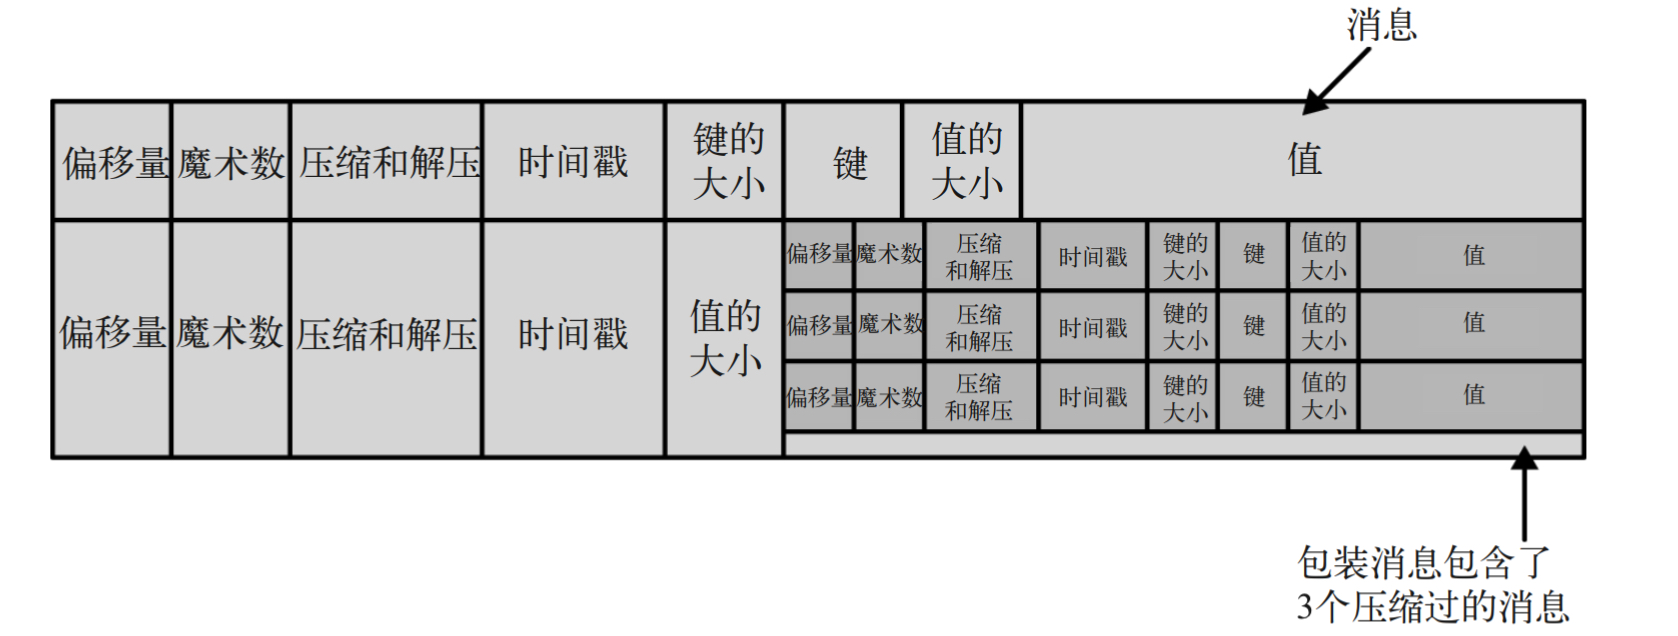 消息
偏移量 魔术数 压缩和解压 时间戳 键的 键 值的 值
大小 大小
偏移量 魔术数 压缩和解压 时间戳 值的
大小
偏移量 魔术数 压缩 时间戳 键的 键 值的 值
和解压 大小 大小
偏移量 魔术数 压缩 时间戳 键的 键 值的 值
和解压 大小 大小
偏移量 魔术数 压缩 时间戳 键的 键 值的 值
和解压 大小 大小
包装消息包含了
3个压缩过的消息